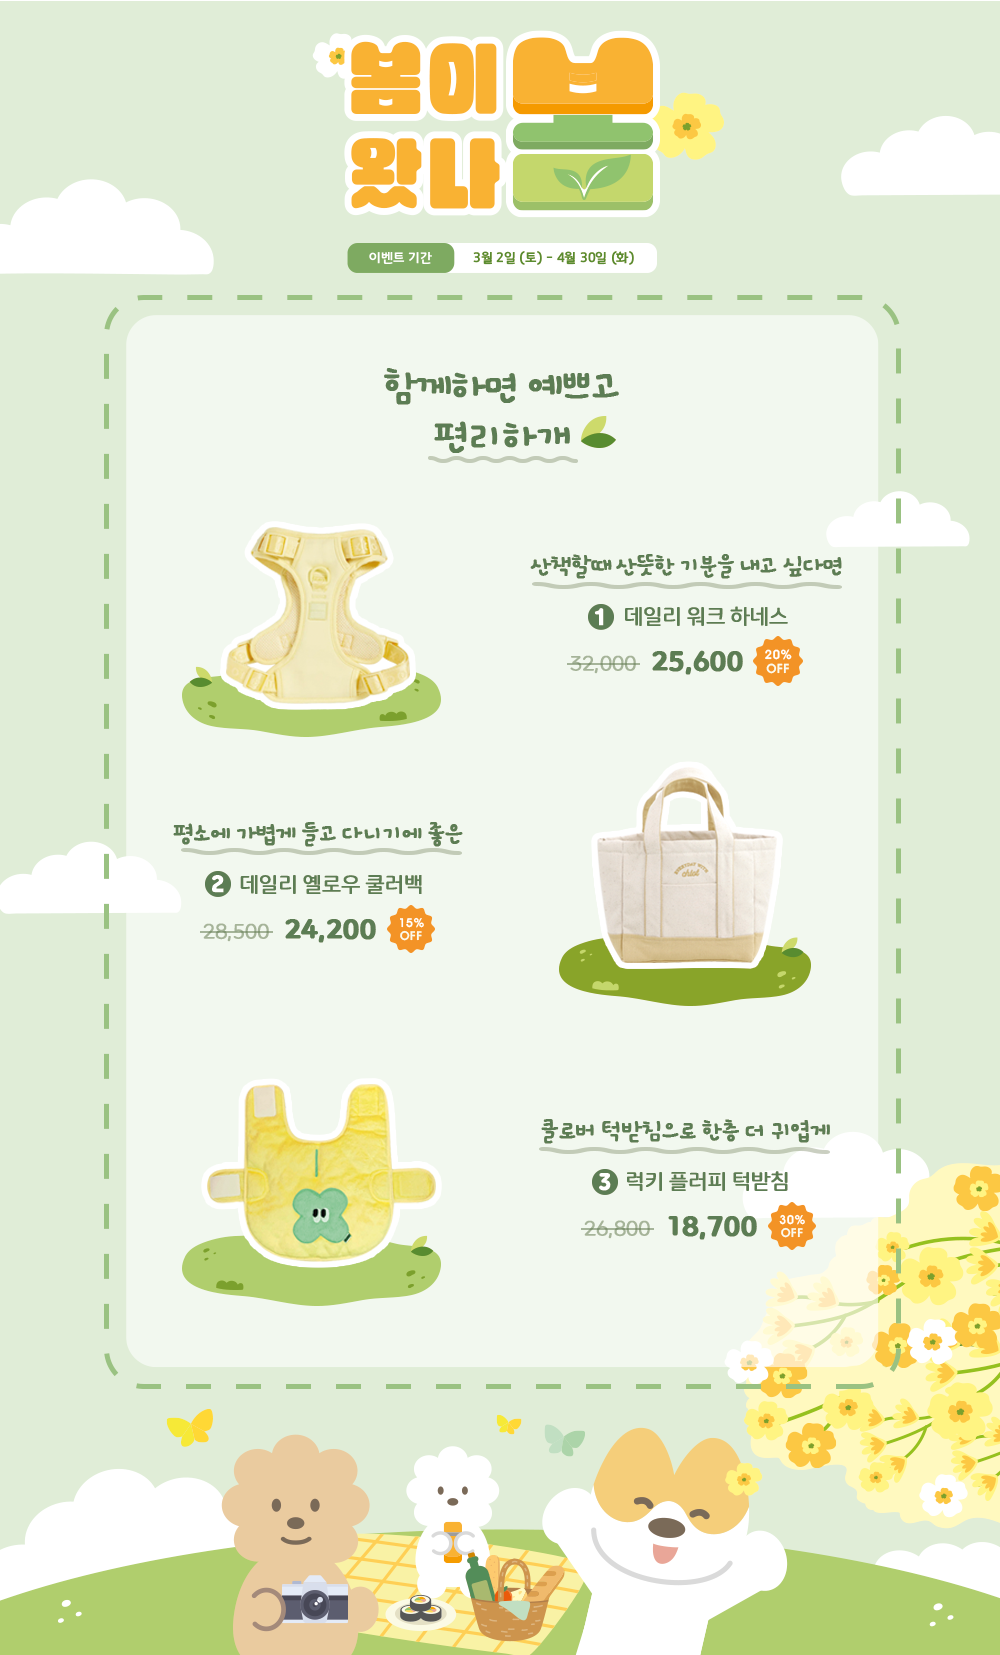 봄이
왔나
봄
이벤트 기간 3월 2일 (토) - 4월 30일 (화)
함께하면 예쁘고
편리하개
산책할때 산뜻한 기분을 내고 싶다면
1 데일리 워크 하네스
32,000 25,600 20% OFF
평소에 가볍게 들고 다니기에 좋은
2 데일리 옐로우 쿨러백
28,500 24,200 15% OFF
EVERYDAY WITH
클로버 턱받침으로 한층 더 귀엽게
3 럭키 플러피 턱받침
26,800 18,700 30% OFF